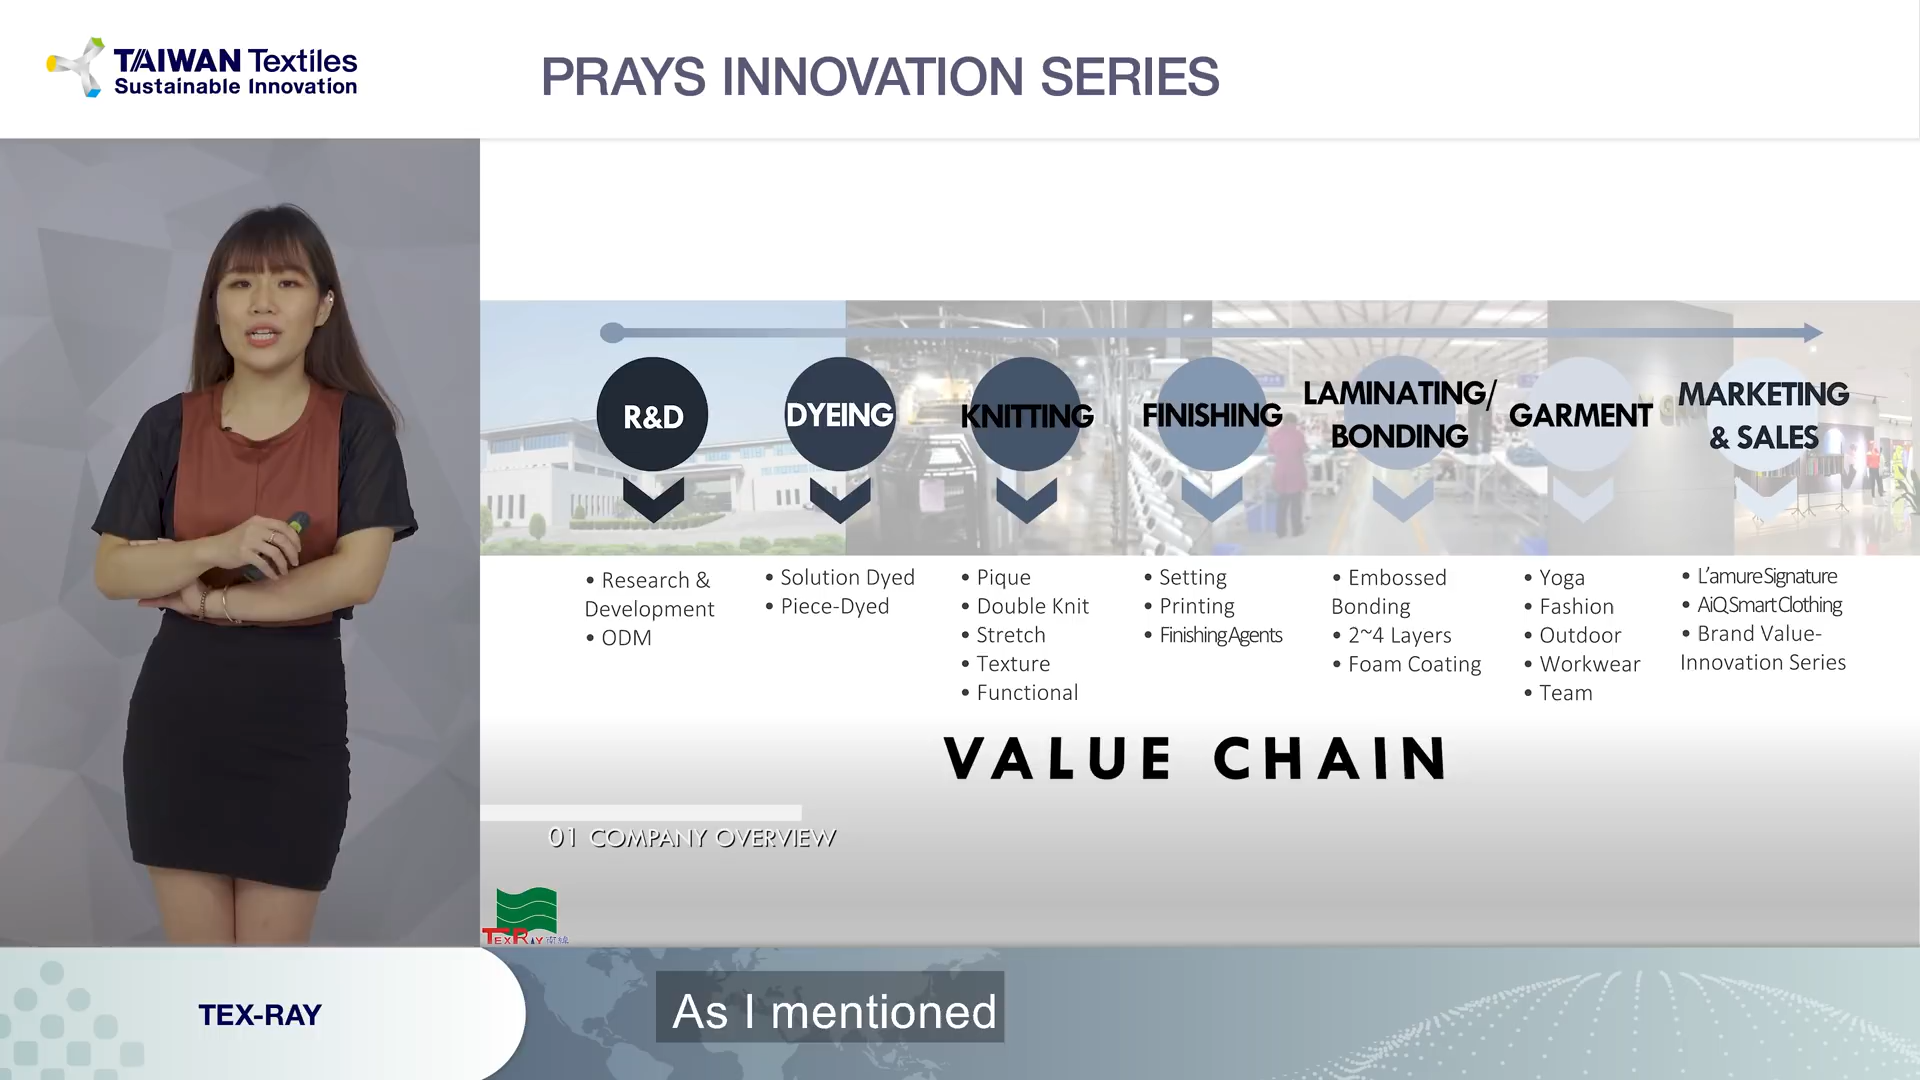 TAIWAN Textiles
Sustainable Innovation
PRAYS INNOVATION SERIES
R&D
DYEING
KNITTING
FINISHING
LAMINATING/
BONDING
GARMENT
MARKETING
& SALES
• Research &
Development
• ODM
• Solution Dyed
• Piece-Dyed
• Pique
• Double Knit
• Stretch
• Texture
• Functional
• Setting
• Printing
• Finishing Agents
• Embossed
Bonding
• 2~4 Layers
• Foam Coating
• Yoga
• Fashion
• Outdoor
• Workwear
• Team
• L'amure Signature
• AiQ Smart Clothing
• Brand Value-
Innovation Series
VALUE CHAIN
01 COMPANY OVERVIEW
TEXRAY 南緯
TEX-RAY
As I mentioned